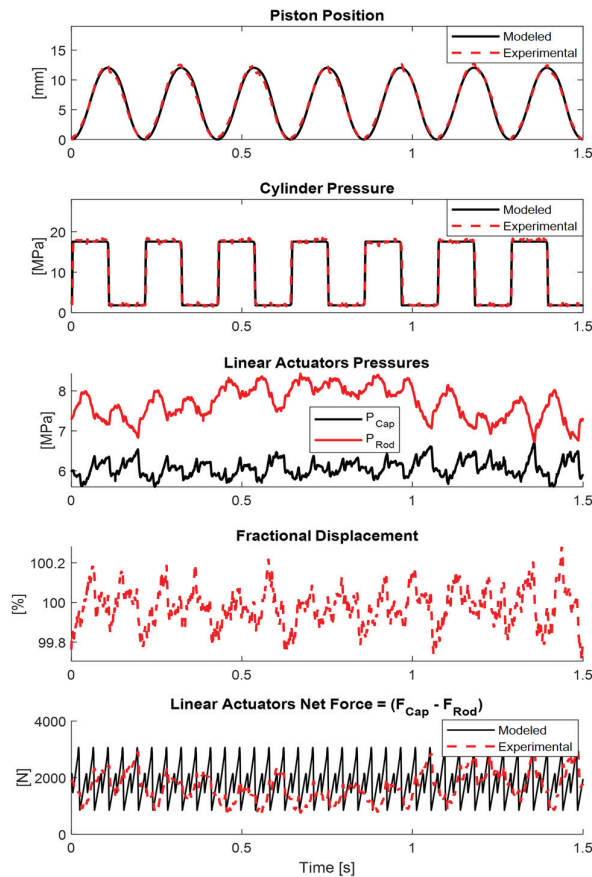 Piston Position
15
10
5
0
[mm]
Modeled
Experimental
0
0.5
1
1.5
Cylinder Pressure
20
10
0
[MPa]
Modeled
Experimental
0
0.5
1
1.5
Linear Actuators Pressures
8
7
6
[MPa]
P_Cap
P_Rod
0
0.5
1
1.5
Fractional Displacement
100.2
100
99.8
[%]
0
0.5
1
1.5
Linear Actuators Net Force = (F_Cap - F_Rod)
4000
2000
0
[N]
Modeled
Experimental
0
0.5
1
1.5
Time [s]